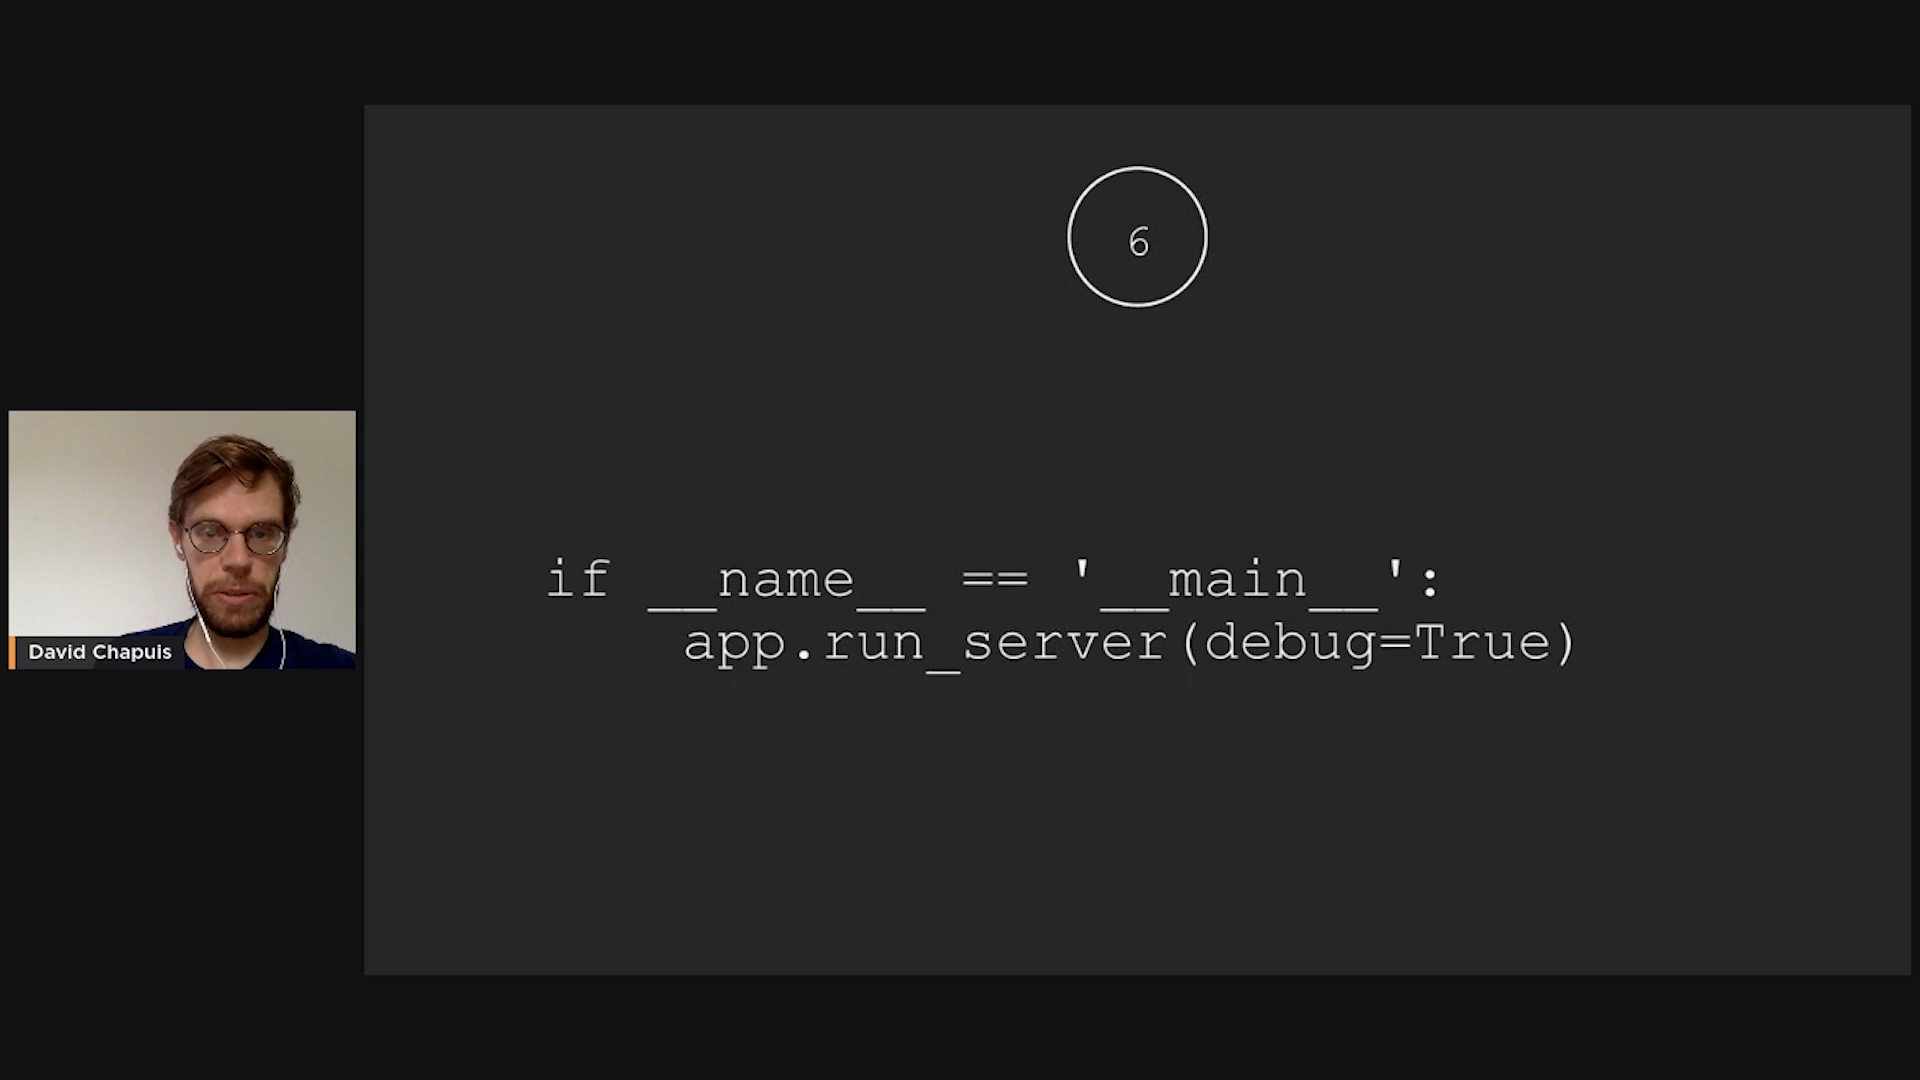 6
if __name__ == '__main__':
    app.run_server(debug=True)
David Chapuis